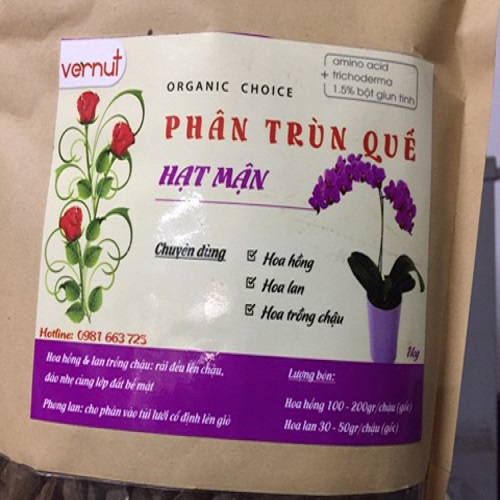 vernut
amino acid
+ trichoderma
1.5% bột giun tinh
ORGANIC CHOICE
PHÂN TRÙN QUẾ
HẠT MẬN
Chuyên dùng
Hoa hồng
Hoa lan
Hoa trồng chậu
Hotline: 0981 663 725
1kg
Hoa hồng & lan trồng chậu: rải đều lên chậu,
đảo nhẹ cùng lớp đất bề mặt
Phong lan: cho phân vào túi lưới cố định lên giò
Lượng bón:
Hoa hồng 100 - 200gr/chậu (gốc)
Hoa lan 30 - 50gr/chậu (gốc)